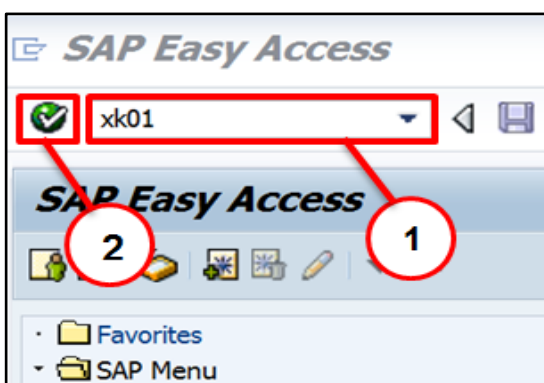 SAP Easy Access
xk01
SAP Easy Access
2
1
Favorites
SAP Menu